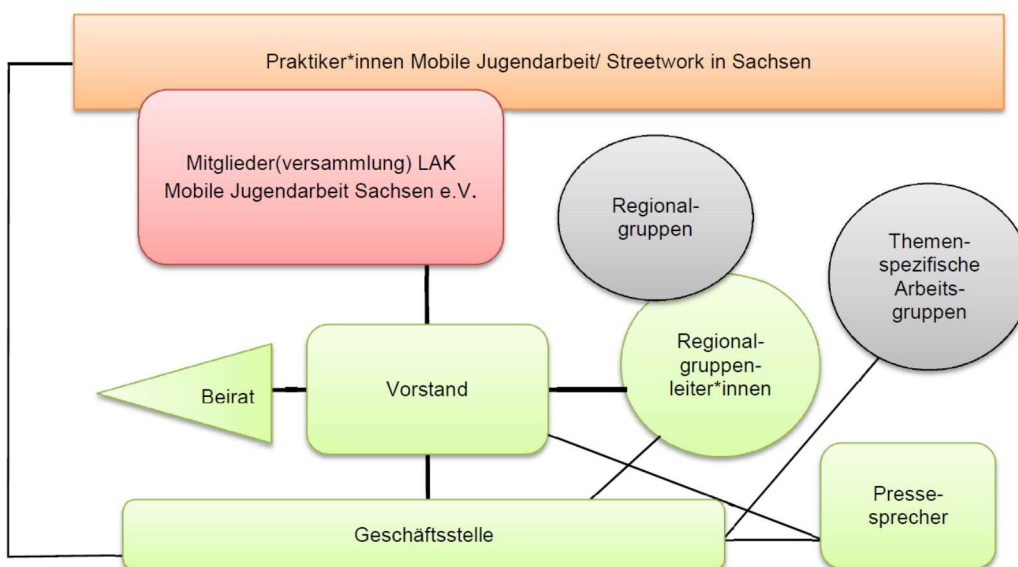 Praktiker*innen Mobile Jugendarbeit/ Streetwork in Sachsen
Mitglieder(versammlung) LAK
Mobile Jugendarbeit Sachsen e.V.
Regional-
gruppen
Themen-
spezifische
Arbeits-
gruppen
Regional-
gruppen-
leiter*innen
Beirat
Vorstand
Presse-
sprecher
Geschäftsstelle